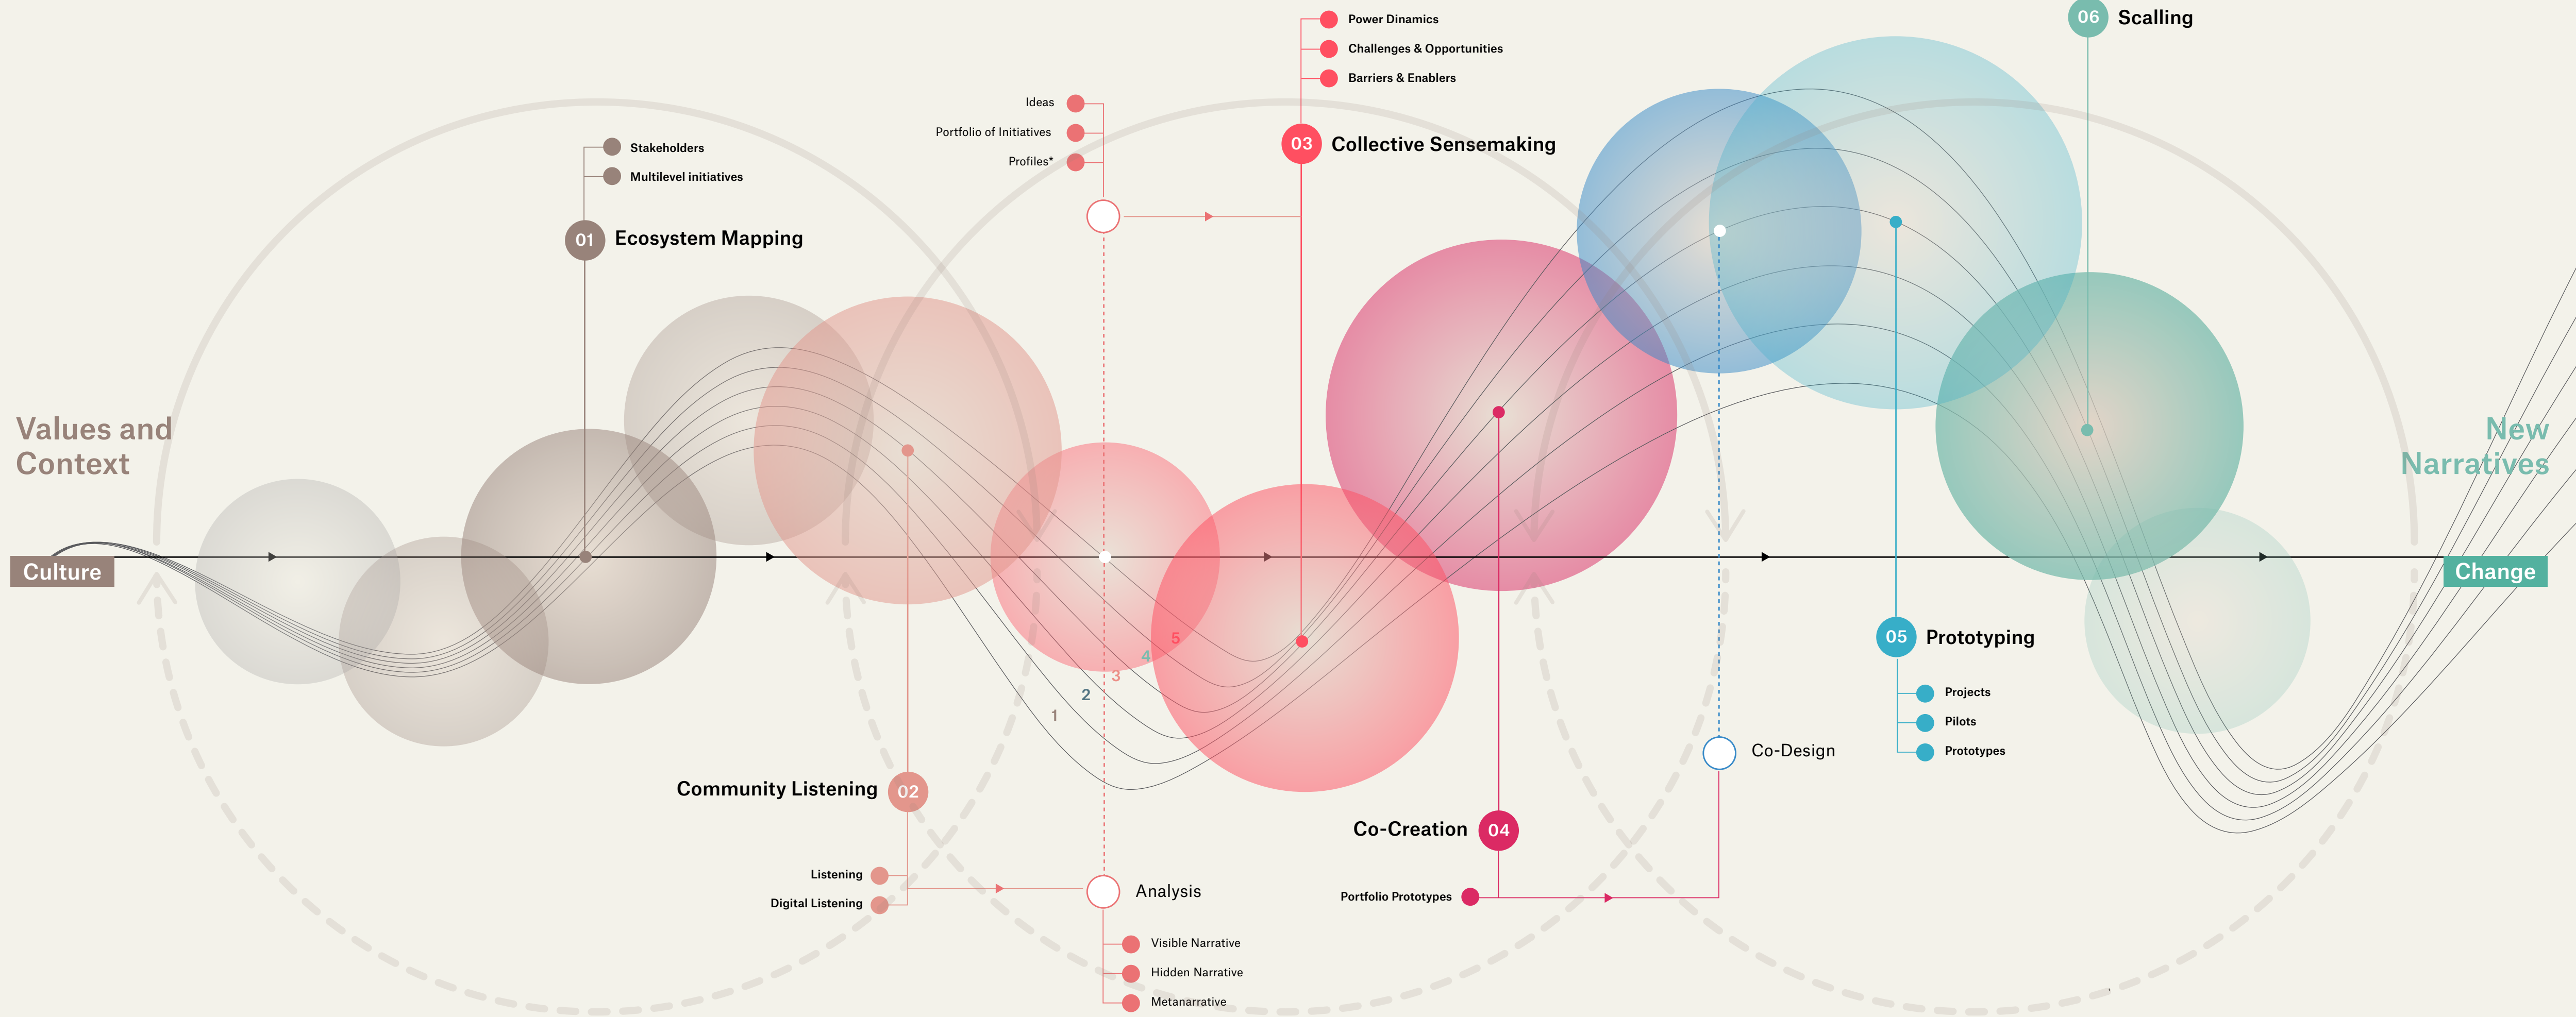 Values and
Context
Culture
01
Ecosystem Mapping
Stakeholders
Multilevel initiatives
02
Community Listening
Listening
Digital Listening
Analysis
Visible Narrative
Hidden Narrative
Metanarrative
Ideas
Portfolio of Initiatives
Profiles*
1
2
3
4
5
03
Collective Sensemaking
Power Dinamics
Challenges & Opportunities
Barriers & Enablers
04
Co-Creation
Portfolio Prototypes
Co-Design
05
Prototyping
Projects
Pilots
Prototypes
06
Scalling
New
Narratives
Change